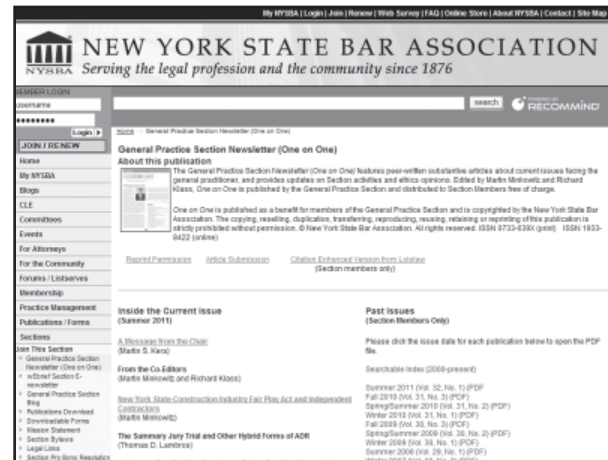 My NYSBA | Login | Join | Renew | Web Survey | FAQ | Online Store | About NYSBA | Contact | Site Map
NEW YORK STATE BAR ASSOCIATION
NYSBA
Serving the legal profession and the community since 1876
MEMBER LOGIN
username
Login
search
POWERED BY
RECOMMIND
JOIN / RENEW
Home
My NYSBA
Blogs
CLE
Committees
Events
For Attorneys
For the Community
Forums / Listserves
Membership
Practice Management
Publications / Forms
Sections
Join This Section
General Practice Section
Newsletter (One on One)
wEbrief Section E-
newsletter
General Practice Section
Blog
Publications Download
Downloadable Forms
Mission Statement
Section Bylaws
Legal Links
Section Pro Bono Resolution
Home → General Practice Section Newsletter (One on One)
General Practice Section Newsletter (One on One)
About this publication
The General Practice Section Newsletter (One on One) features peer-written substantive articles about current issues facing the
general practitioner, and provides updates on Section activities and ethics opinions. Edited by Martin Minkowitz and Richard
Klass, One on One is published by the General Practice Section and distributed to Section Members free of charge.
One on One is published as a benefit for members of the General Practice Section and is copyrighted by the New York State Bar
Association. The copying, reselling, duplication, transferring, reproducing, reusing, retaining or reprinting of this publication is
strictly prohibited without permission. © New York State Bar Association. All rights reserved. ISSN 0733-639X (print) ISSN 1933-
8422 (online)
Reprint Permission Article Submission Citation Enhanced Version from Loislaw
(Section members only)
Inside the Current Issue
(Summer 2011)
A Message from the Chair
(Martin S. Kera)
From the Co-Editors
(Martin Minkowitz and Richard Klass)
New York State Construction Industry Fair Play Act and Independent
Contractors
(Martin Minkowitz)
The Summary Jury Trial and Other Hybrid Forms of ADR
(Thomas D. Lambros)
Past Issues
(Section Members Only)
Please click the issue date for each publication below to open the PDF
file.
Searchable Index (2000-present)
Summer 2011 (Vol. 32, No. 1) (PDF)
Fall 2010 (Vol. 31, No. 3) (PDF)
Spring/Summer 2010 (Vol. 31, No. 2) (PDF)
Winter 2010 (Vol. 31, No. 1) (PDF)
Fall 2009 (Vol. 30, No. 3) (PDF)
Spring/Summer 2009 (Vol. 30, No. 2) (PDF)
Winter 2009 (Vol. 30, No. 1) (PDF)
Summer 2008 (Vol. 29, No. 1) (PDF)